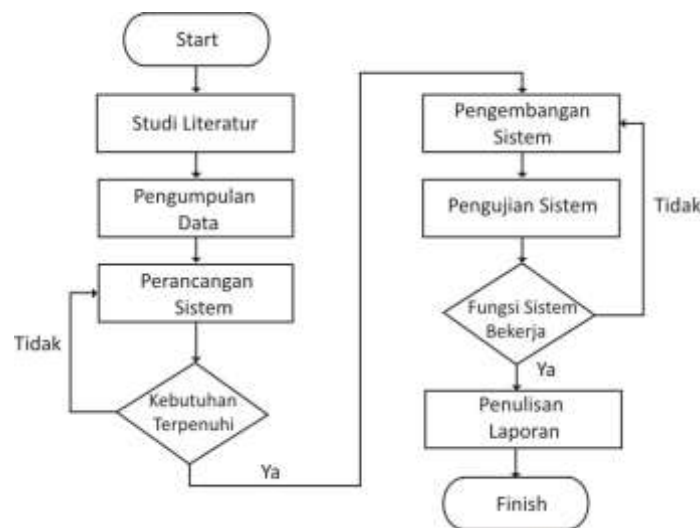 Start
Studi Literatur
Pengumpulan
Data
Perancangan
Sistem
Tidak
Kebutuhan
Terpenuhi
Ya
Pengembangan
Sistem
Pengujian Sistem
Tidak
Fungsi Sistem
Bekerja
Ya
Penulisan
Laporan
Finish